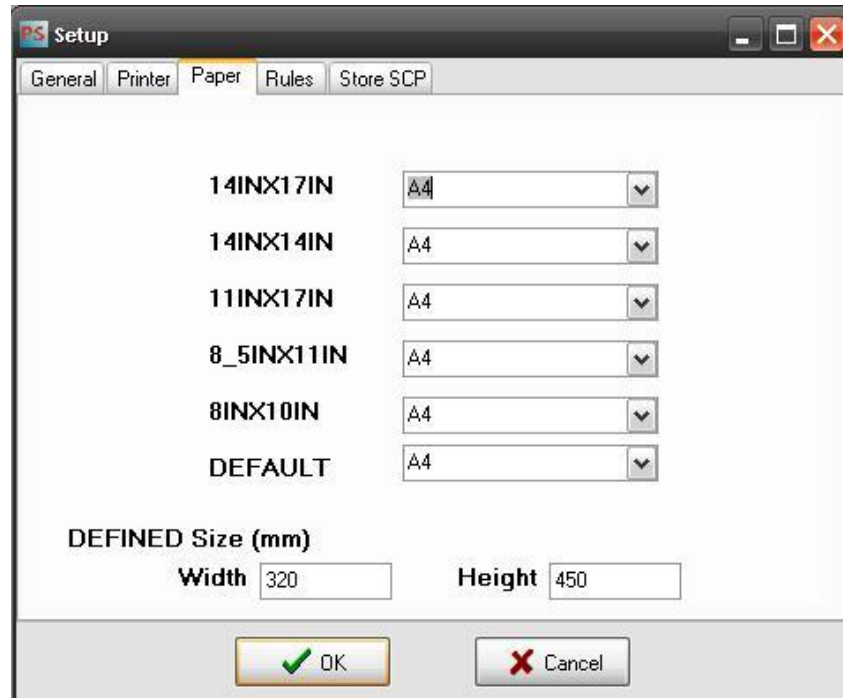 PS Setup
General Printer Paper Rules Store SCP
14INX17IN A4
14INX14IN A4
11INX17IN A4
8_5INX11IN A4
8INX10IN A4
DEFAULT A4
DEFINED Size (mm)
Width 320 Height 450
OK Cancel